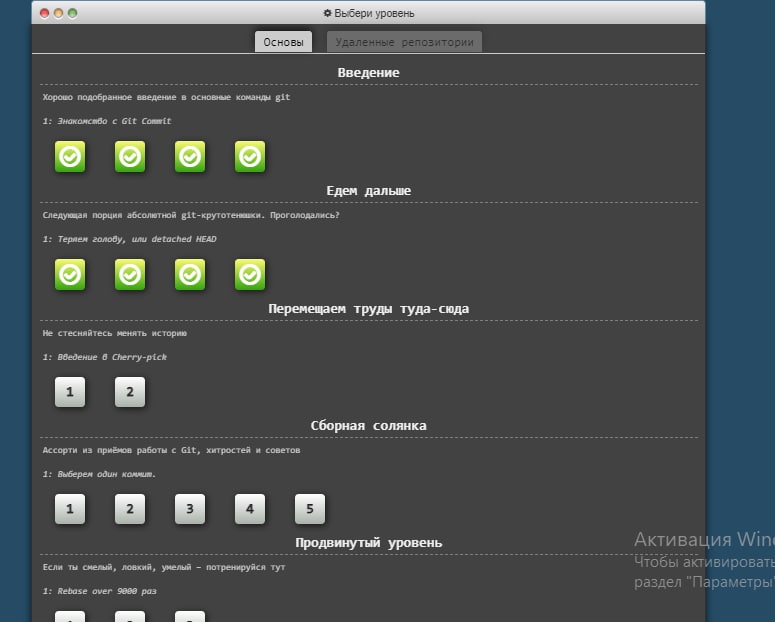 Выбери уровень
Основы
Удаленные репозитории
Введение
Хорошо подобранное введение в основные команды git
1: Знакомство с Git Commit
Едем дальше
Следующая порция абсолютной git-крутотенюшки. Проголодались?
1: Теряем голову, или detached HEAD
Перемещаем труды туда-сюда
Не стесняйтесь менять историю
1: Введение в Cherry-pick
1 2
Сборная солянка
Ассорти из приёмов работы с Git, хитростей и советов
1: Выберем один коммит.
1 2 3 4 5
Продвинутый уровень
Если ты смелый, ловкий, умелый – потренируйся тут
1: Rebase over 9000 раз
Активация Wind
Чтобы активировать
раздел "Параметры"